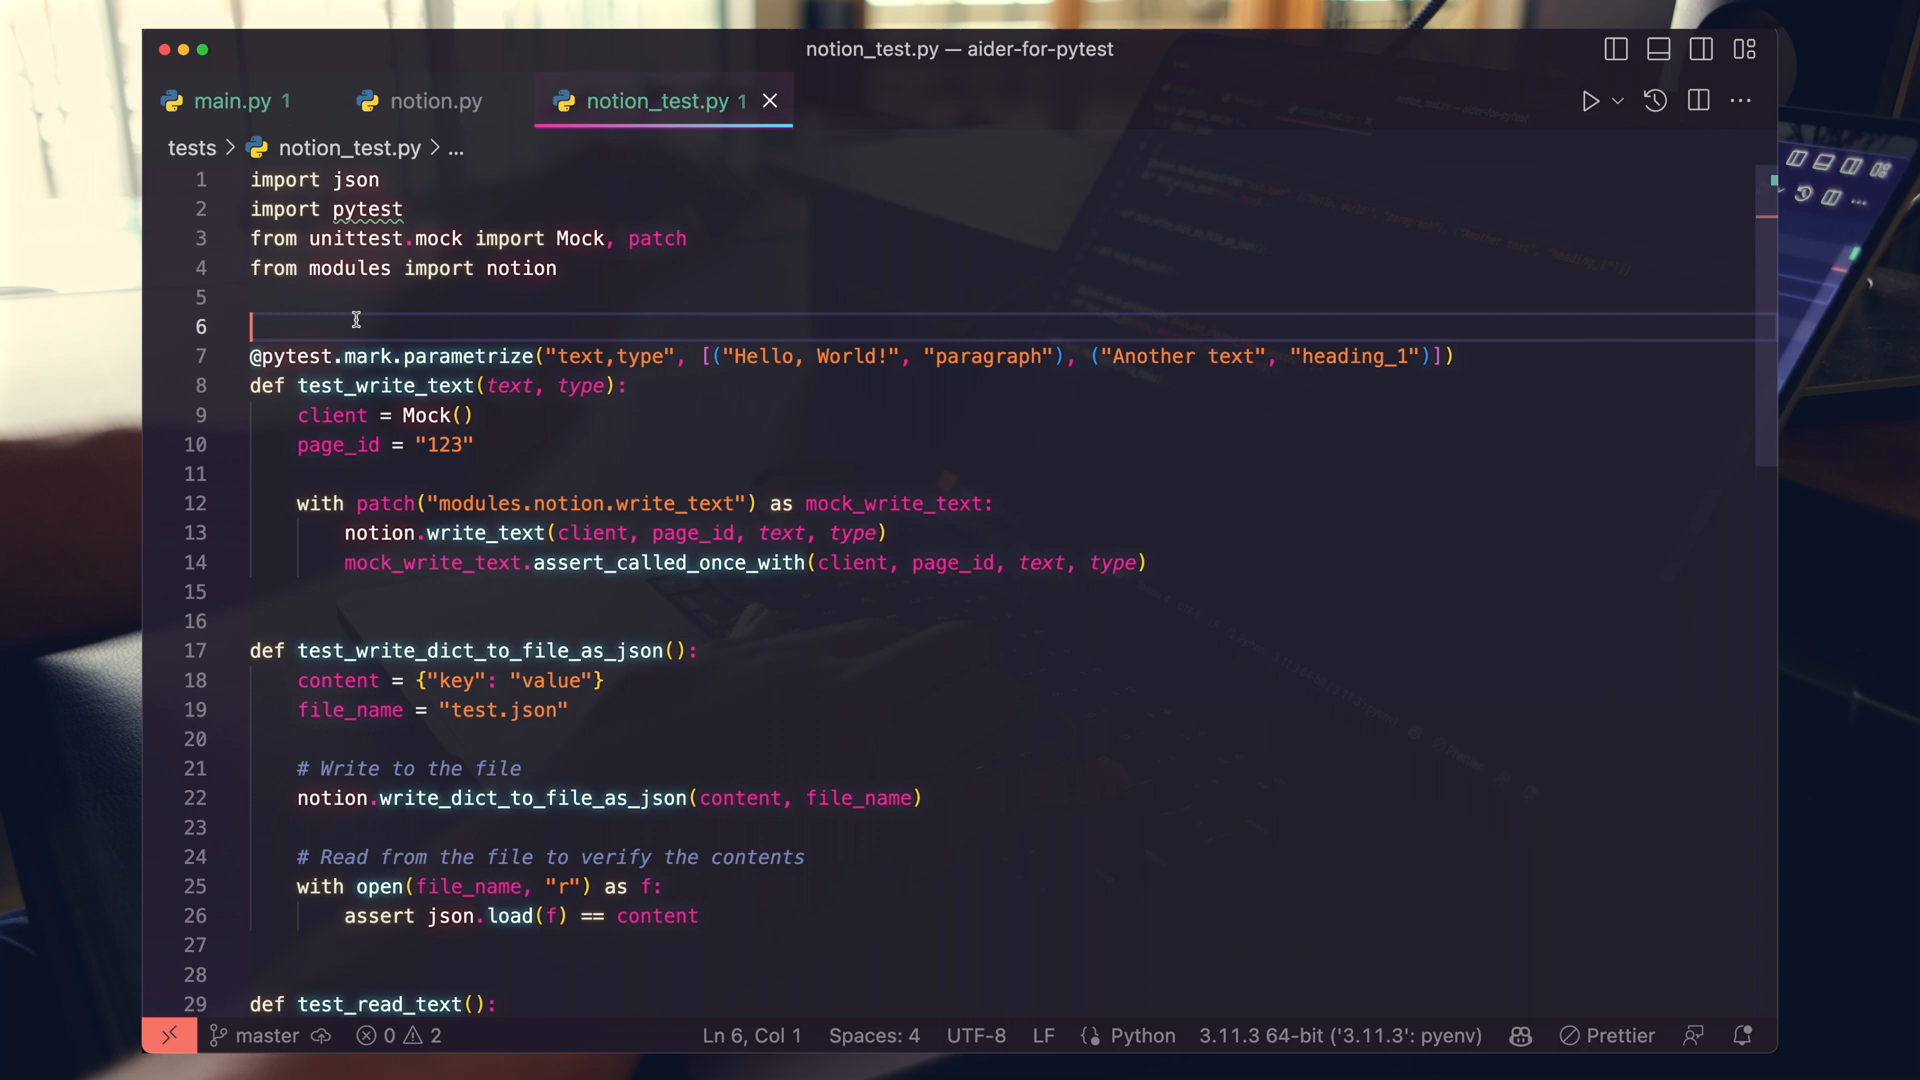 notion_test.py — aider-for-pytest
main.py 1
notion.py
notion_test.py 1
tests > notion_test.py > ...
1 import json
2 import pytest
3 from unittest.mock import Mock, patch
4 from modules import notion
5
6
7 @pytest.mark.parametrize("text,type", [("Hello, World!", "paragraph"), ("Another text", "heading_1")])
8 def test_write_text(text, type):
9 client = Mock()
10 page_id = "123"
11
12 with patch("modules.notion.write_text") as mock_write_text:
13 notion.write_text(client, page_id, text, type)
14 mock_write_text.assert_called_once_with(client, page_id, text, type)
15
16
17 def test_write_dict_to_file_as_json():
18 content = {"key": "value"}
19 file_name = "test.json"
20
21 # Write to the file
22 notion.write_dict_to_file_as_json(content, file_name)
23
24 # Read from the file to verify the contents
25 with open(file_name, "r") as f:
26 assert json.load(f) == content
27
28
29 def test_read_text():
master 0 2 Ln 6, Col 1 Spaces: 4 UTF-8 LF Python 3.11.3 64-bit ('3.11.3': pyenv) Prettier